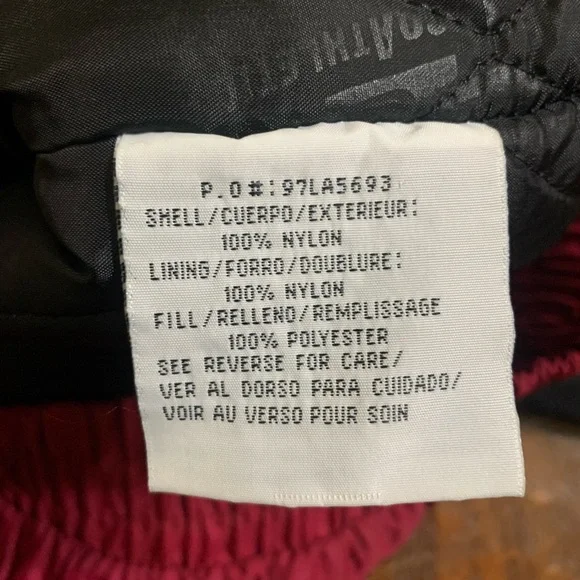 P.O#:97LA5693
SHELL/CUERPO/EXTERIEUR:
100% NYLON
LINING/FORRO/DOUBLURE:
100% NYLON
FILL/RELLENO/REMPLISSAGE
100% POLYESTER
SEE REVERSE FOR CARE/
VER AL DORSO PARA CUIDADO/
VOIR AU VERSO POUR SOIN